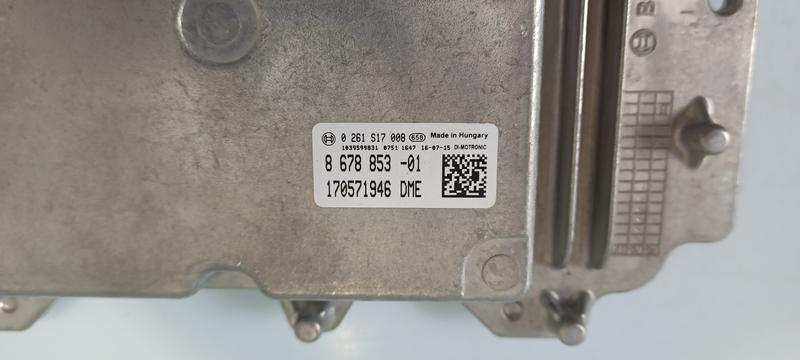 0 261 S17 008 658 Made in Hungary
1039S99831 0751 1647 16-07-15 DI-MOTRONIC
8 678 853 -01
170571946 DME
B